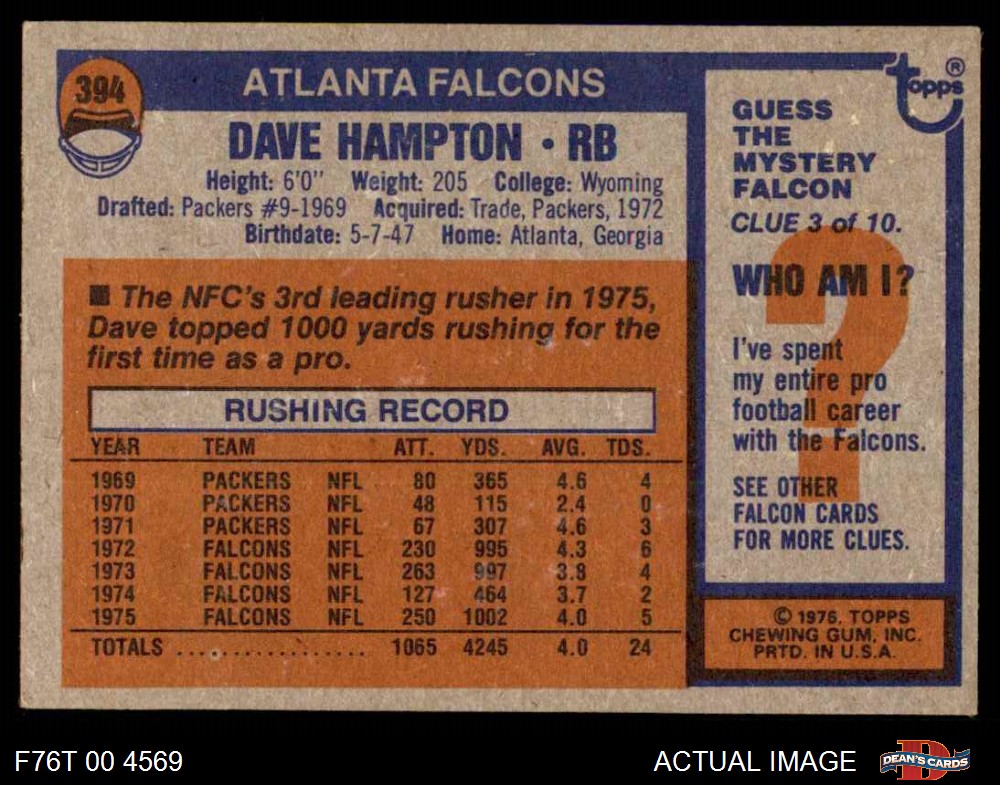 394
ATLANTA FALCONS
DAVE HAMPTON • RB
Height: 6'0" Weight: 205 College: Wyoming
Drafted: Packers #9-1969 Acquired: Trade, Packers, 1972
Birthdate: 5-7-47 Home: Atlanta, Georgia
■ The NFC's 3rd leading rusher in 1975,
Dave topped 1000 yards rushing for the
first time as a pro.
RUSHING RECORD
YEAR TEAM ATT. YDS. AVG. TDS.
1969 PACKERS NFL 80 365 4.6 4
1970 PACKERS NFL 48 115 2.4 0
1971 PACKERS NFL 67 307 4.6 3
1972 FALCONS NFL 230 995 4.3 6
1973 FALCONS NFL 263 997 3.8 4
1974 FALCONS NFL 127 464 3.7 2
1975 FALCONS NFL 250 1002 4.0 5
TOTALS .................. 1065 4245 4.0 24
topps ®
GUESS
THE
MYSTERY
FALCON
CLUE 3 of 10.
?
WHO AM I?
I've spent
my entire pro
football career
with the Falcons.
SEE OTHER
FALCON CARDS
FOR MORE CLUES.
© 1976, TOPPS
CHEWING GUM, INC.
PRTD. IN U.S.A.
F76T 00 4569
ACTUAL IMAGE
D
DEAN'S CARDS